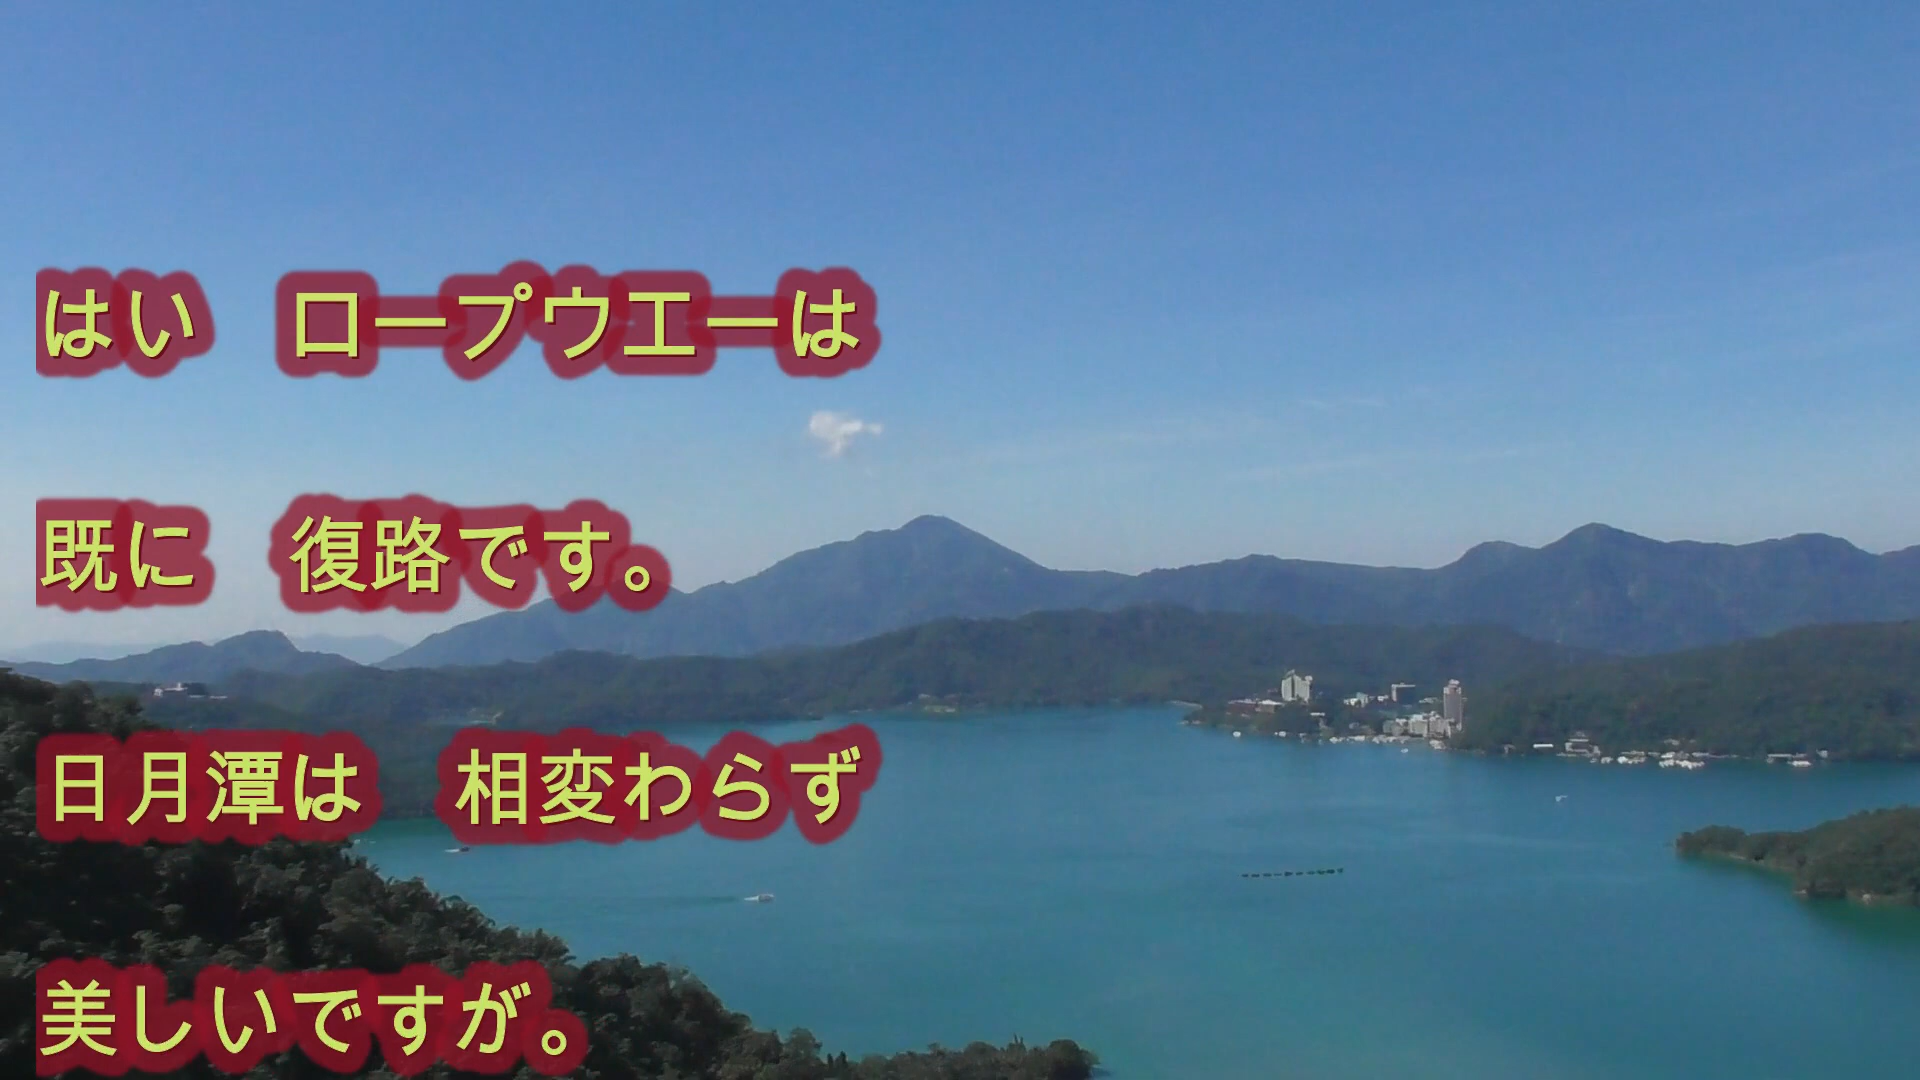 はい　ロープウエーは
既に　復路です。
日月潭は　相変わらず
美しいですが。